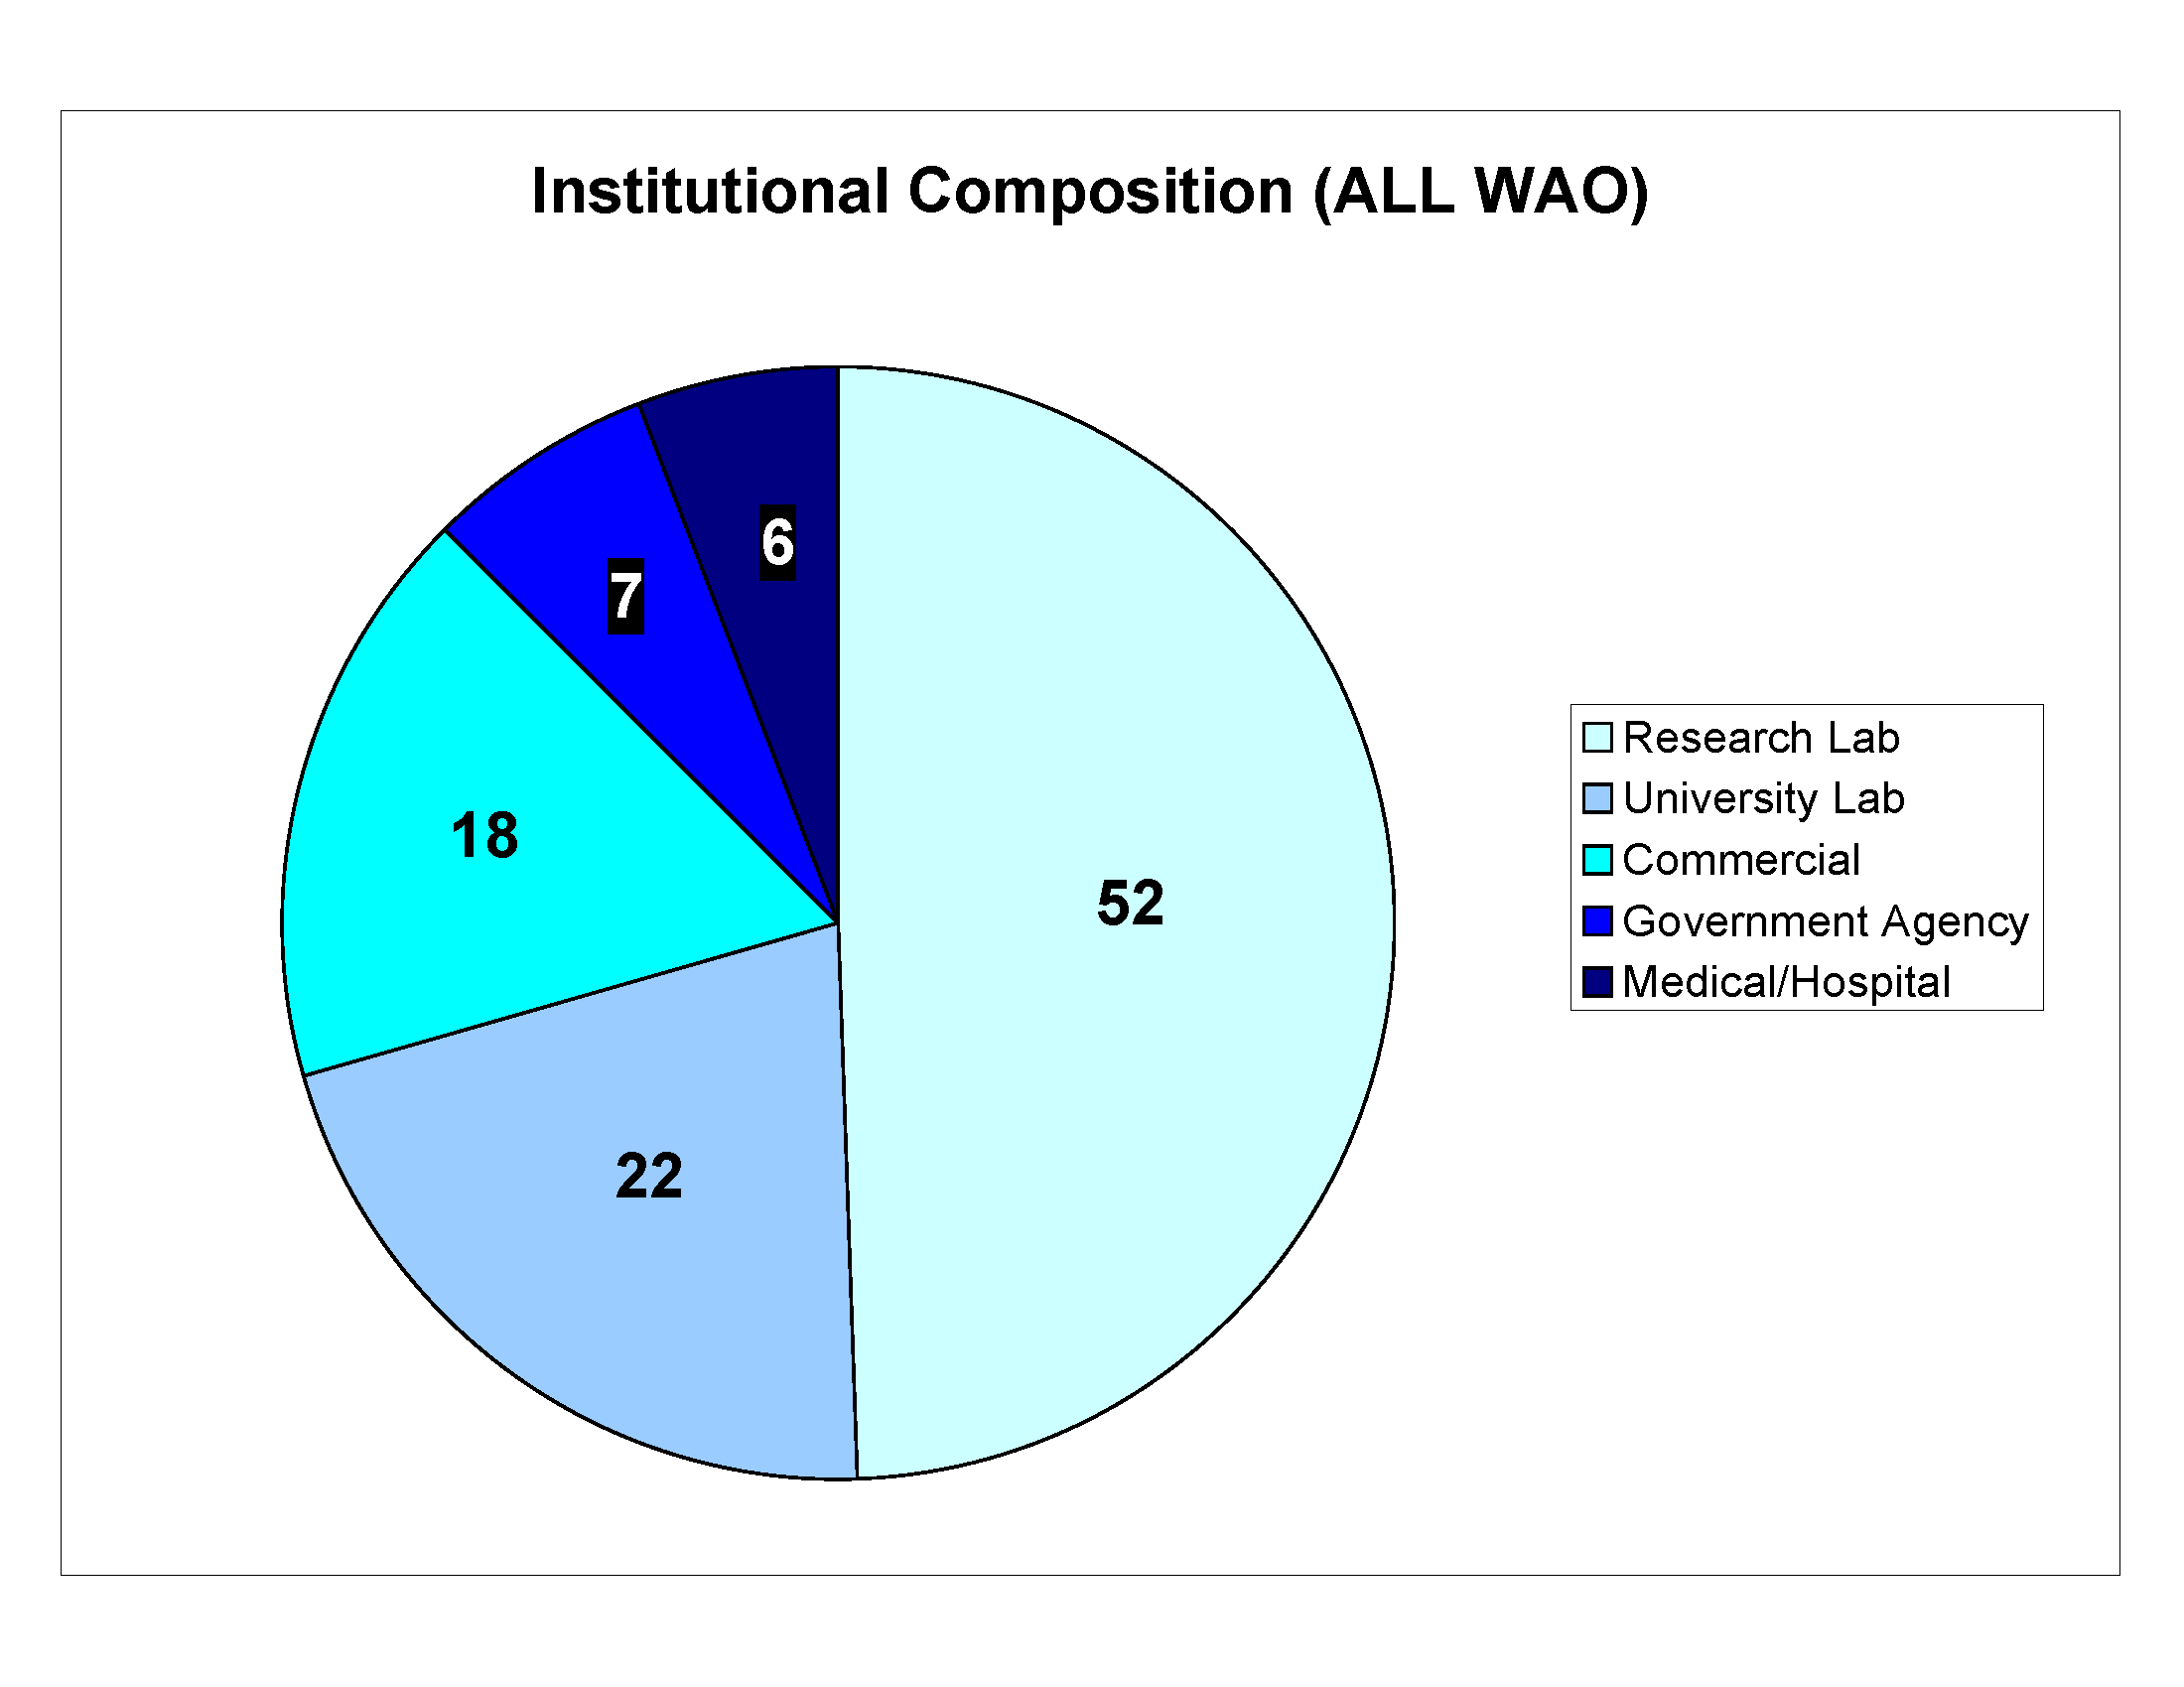 Institutional Composition (ALL WAO)
6
7
18
52
22
Research Lab
University Lab
Commercial
Government Agency
Medical/Hospital